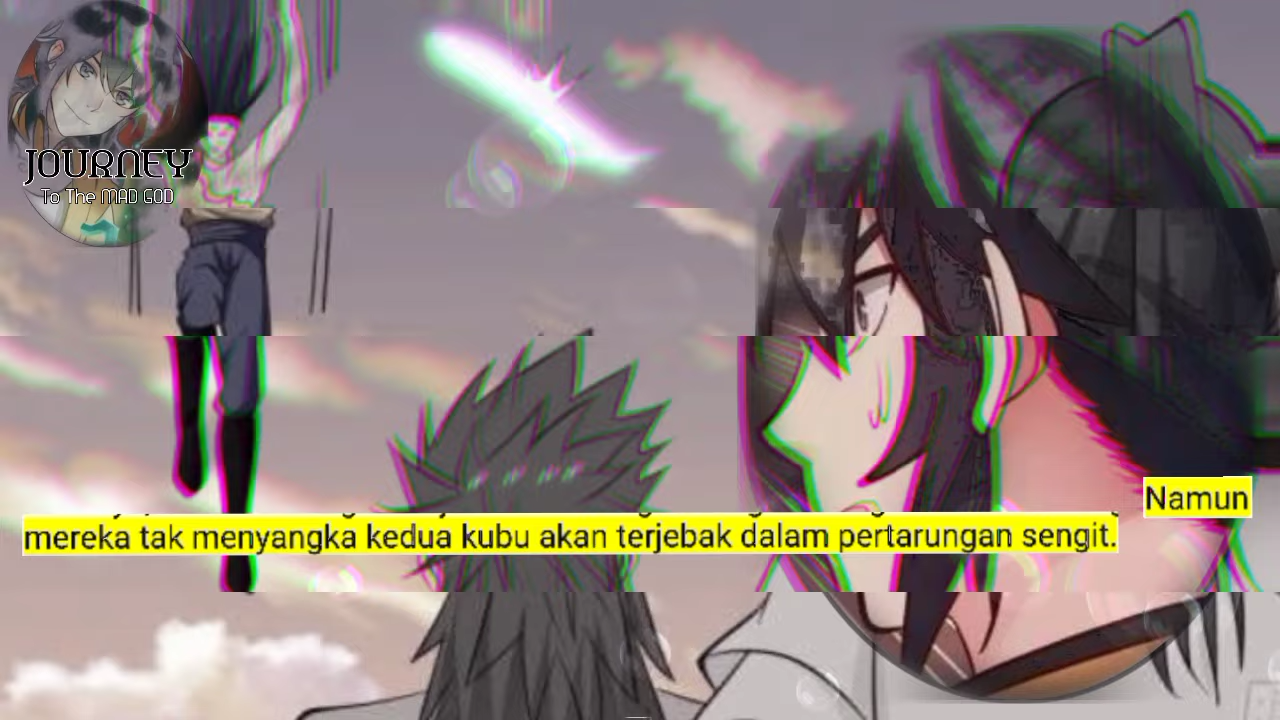 JOURNEY
To The MAD GOD
Namun
mereka tak menyangka kedua kubu akan terjebak dalam pertarungan sengit.